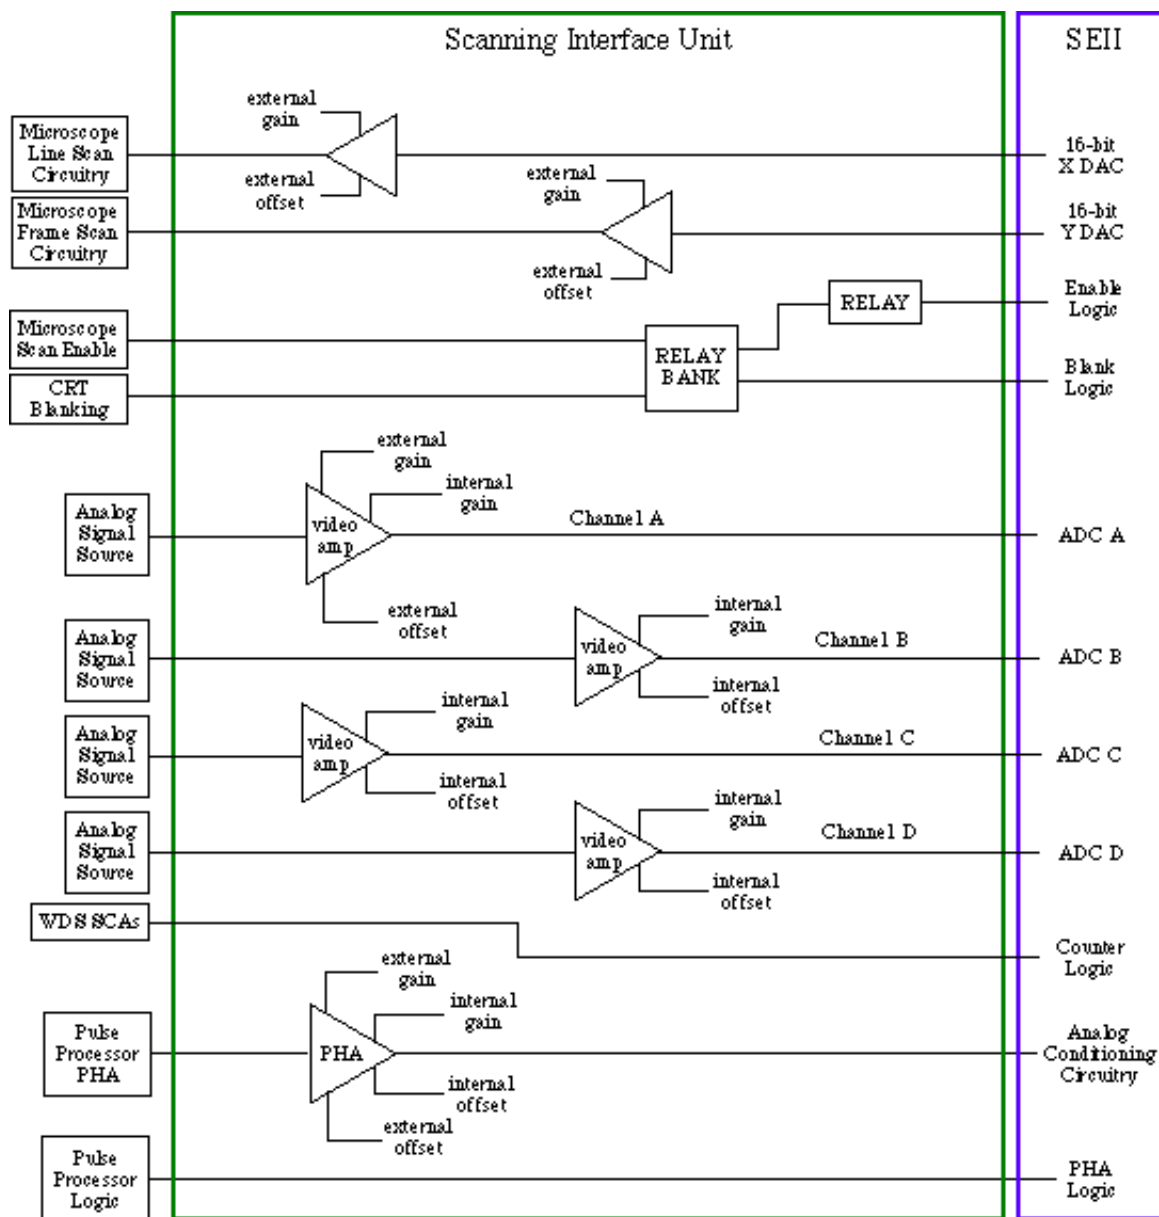 Scanning Interface Unit
SEII
external
gain
Microscope
Line Scan
Circuitry
16-bit
X DAC
external
offset
external
gain
Microscope
Frame Scan
Circuitry
16-bit
Y DAC
external
offset
Enable
Logic
RELAY
Microscope
Scan Enable
RELAY
BANK
Blank
Logic
CRT
Blanking
external
gain
internal
gain
Analog
Signal
Source
video
amp
Channel A
ADC A
external
offset
internal
gain
Analog
Signal
Source
video
amp
Channel B
ADC B
internal
offset
internal
gain
Analog
Signal
Source
video
amp
Channel C
ADC C
internal
offset
internal
gain
Analog
Signal
Source
video
amp
Channel D
ADC D
internal
offset
WDS SCAs
Counter
Logic
external
gain
internal
gain
Pulse
Processor
PHA
PHA
Analog
Conditioning
Circuitry
internal
offset
external
offset
Pulse
Processor
Logic
PHA
Logic